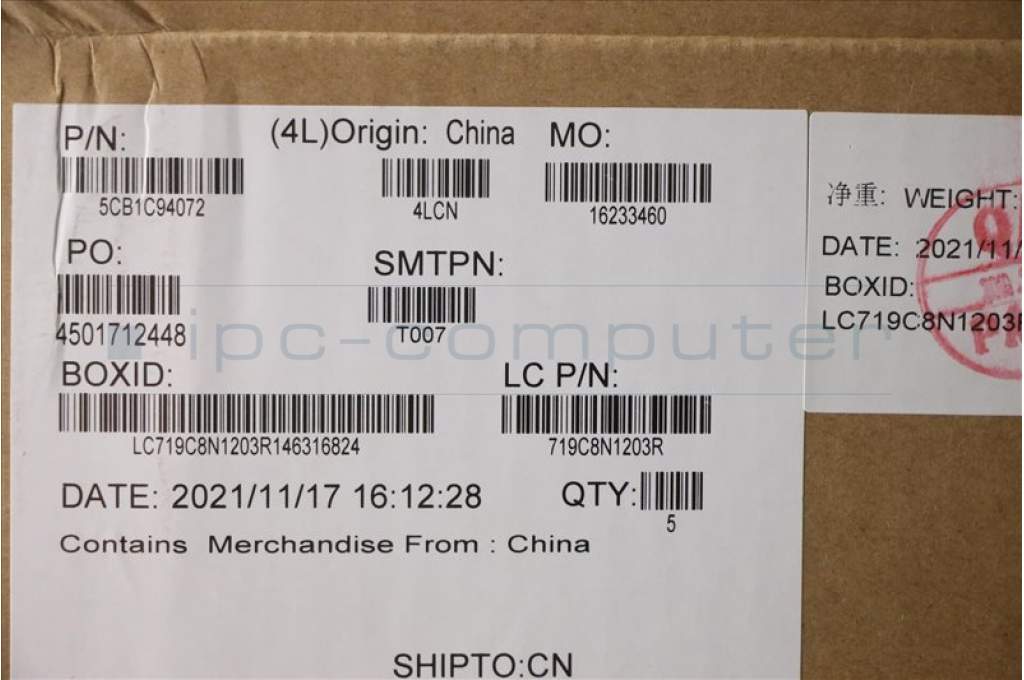 P/N: (4L)Origin: China MO:
5CB1C94072 4LCN 16233460
PO: SMTPN:
4501712448 T007
BOXID: LC P/N:
LC719C8N1203R146316824 719C8N1203R
DATE: 2021/11/17 16:12:28 QTY:
5
Contains Merchandise From : China
SHIPTO:CN
净重: WEIGHT:
DATE: 2021/11/
BOXID:
LC719C8N1203R
ipc-computer